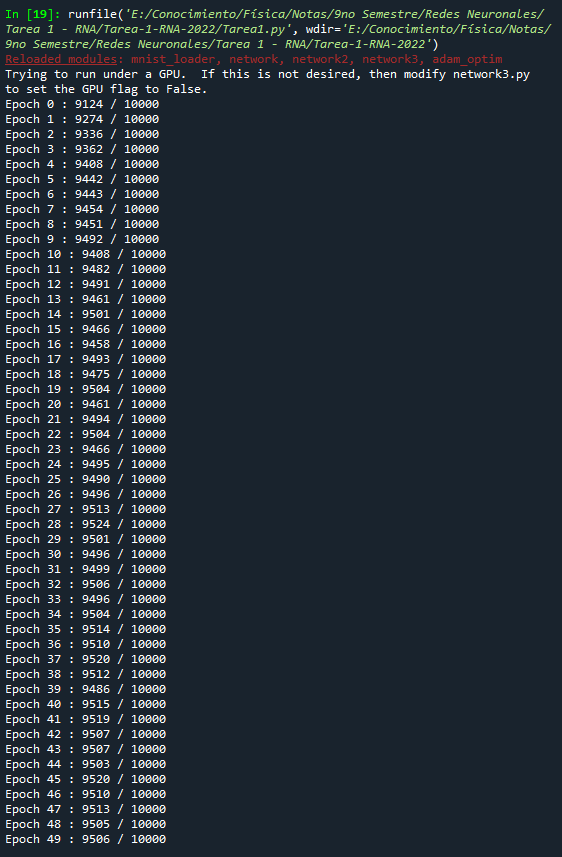 In [19]: runfile('E:/Conocimiento/Física/Notas/9no Semestre/Redes Neuronales/
Tarea 1 - RNA/Tarea-1-RNA-2022/Tarea1.py', wdir='E:/Conocimiento/Física/Notas/
9no Semestre/Redes Neuronales/Tarea 1 - RNA/Tarea-1-RNA-2022')
Reloaded modules: mnist_loader, network, network2, network3, adam_optim
Trying to run under a GPU.  If this is not desired, then modify network3.py
to set the GPU flag to False.
Epoch 0 : 9124 / 10000
Epoch 1 : 9274 / 10000
Epoch 2 : 9336 / 10000
Epoch 3 : 9362 / 10000
Epoch 4 : 9408 / 10000
Epoch 5 : 9442 / 10000
Epoch 6 : 9443 / 10000
Epoch 7 : 9454 / 10000
Epoch 8 : 9451 / 10000
Epoch 9 : 9492 / 10000
Epoch 10 : 9408 / 10000
Epoch 11 : 9482 / 10000
Epoch 12 : 9491 / 10000
Epoch 13 : 9461 / 10000
Epoch 14 : 9501 / 10000
Epoch 15 : 9466 / 10000
Epoch 16 : 9458 / 10000
Epoch 17 : 9493 / 10000
Epoch 18 : 9475 / 10000
Epoch 19 : 9504 / 10000
Epoch 20 : 9461 / 10000
Epoch 21 : 9494 / 10000
Epoch 22 : 9504 / 10000
Epoch 23 : 9466 / 10000
Epoch 24 : 9495 / 10000
Epoch 25 : 9490 / 10000
Epoch 26 : 9496 / 10000
Epoch 27 : 9513 / 10000
Epoch 28 : 9524 / 10000
Epoch 29 : 9501 / 10000
Epoch 30 : 9496 / 10000
Epoch 31 : 9499 / 10000
Epoch 32 : 9506 / 10000
Epoch 33 : 9496 / 10000
Epoch 34 : 9504 / 10000
Epoch 35 : 9514 / 10000
Epoch 36 : 9510 / 10000
Epoch 37 : 9520 / 10000
Epoch 38 : 9512 / 10000
Epoch 39 : 9486 / 10000
Epoch 40 : 9515 / 10000
Epoch 41 : 9519 / 10000
Epoch 42 : 9507 / 10000
Epoch 43 : 9507 / 10000
Epoch 44 : 9503 / 10000
Epoch 45 : 9520 / 10000
Epoch 46 : 9510 / 10000
Epoch 47 : 9513 / 10000
Epoch 48 : 9505 / 10000
Epoch 49 : 9506 / 10000